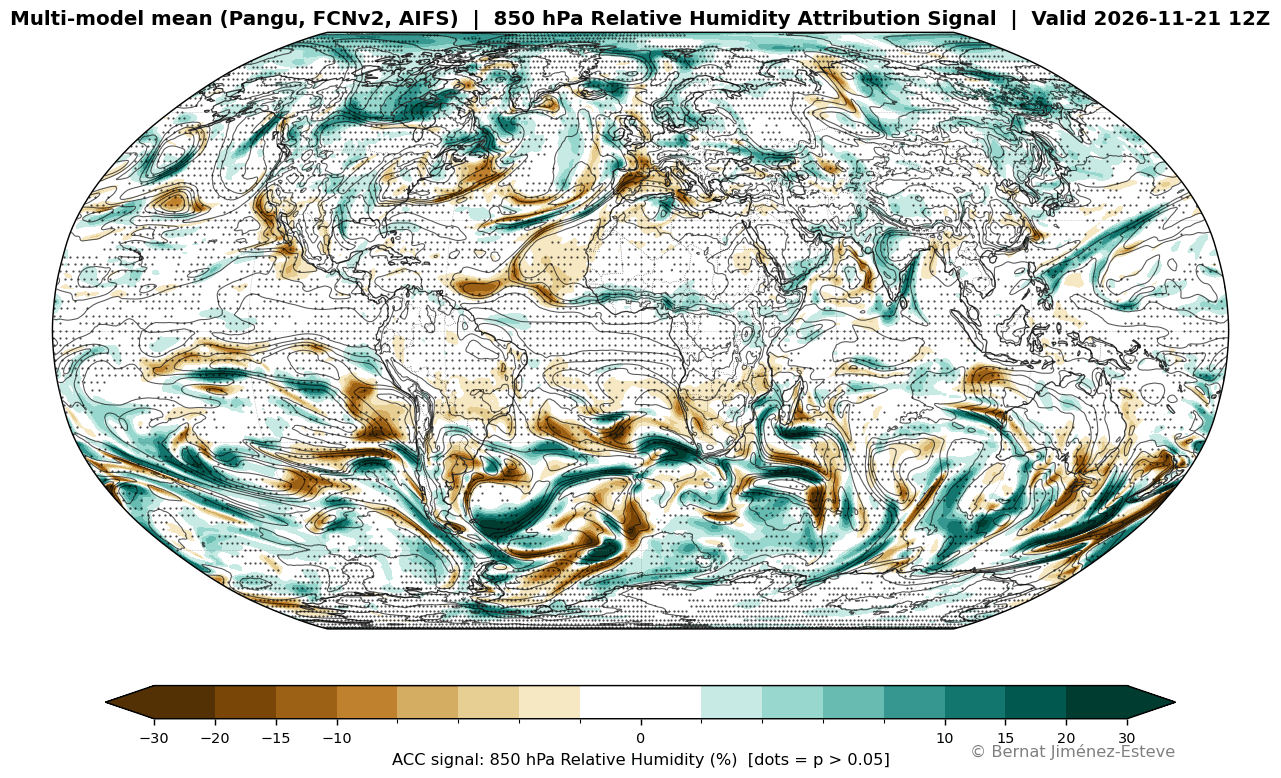 Multi-model mean (Pangu, FCNv2, AIFS)  |  850 hPa Relative Humidity Attribution Signal  |  Valid 2026-11-21 12Z
−30 −20 −15 −10 0 10 15 20 30
© Bernat Jiménez-Esteve
ACC signal: 850 hPa Relative Humidity (%)  [dots = p > 0.05]